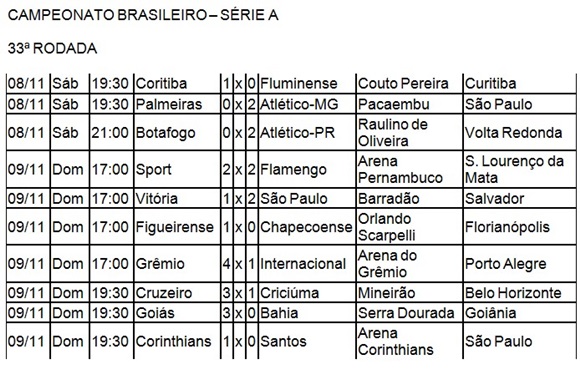 CAMPEONATO BRASILEIRO – SÉRIE A
33ª RODADA
08/11 Sáb 19:30 Coritiba 1 x 0 Fluminense Couto Pereira Curitiba
08/11 Sáb 19:30 Palmeiras 0 x 2 Atlético-MG Pacaembu São Paulo
08/11 Sáb 21:00 Botafogo 0 x 2 Atlético-PR Raulino de Oliveira Volta Redonda
09/11 Dom 17:00 Sport 2 x 2 Flamengo Arena Pernambuco S. Lourenço da Mata
09/11 Dom 17:00 Vitória 1 x 2 São Paulo Barradão Salvador
09/11 Dom 17:00 Figueirense 1 x 0 Chapecoense Orlando Scarpelli Florianópolis
09/11 Dom 17:00 Grêmio 4 x 1 Internacional Arena do Grêmio Porto Alegre
09/11 Dom 19:30 Cruzeiro 3 x 1 Criciúma Mineirão Belo Horizonte
09/11 Dom 19:30 Goiás 3 x 0 Bahia Serra Dourada Goiânia
09/11 Dom 19:30 Corinthians 1 x 0 Santos Arena Corinthians São Paulo